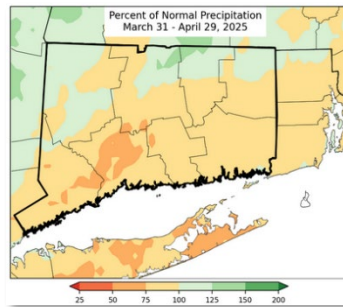 Percent of Normal Precipitation
March 31 - April 29, 2025
25 50 75 100 125 150 200